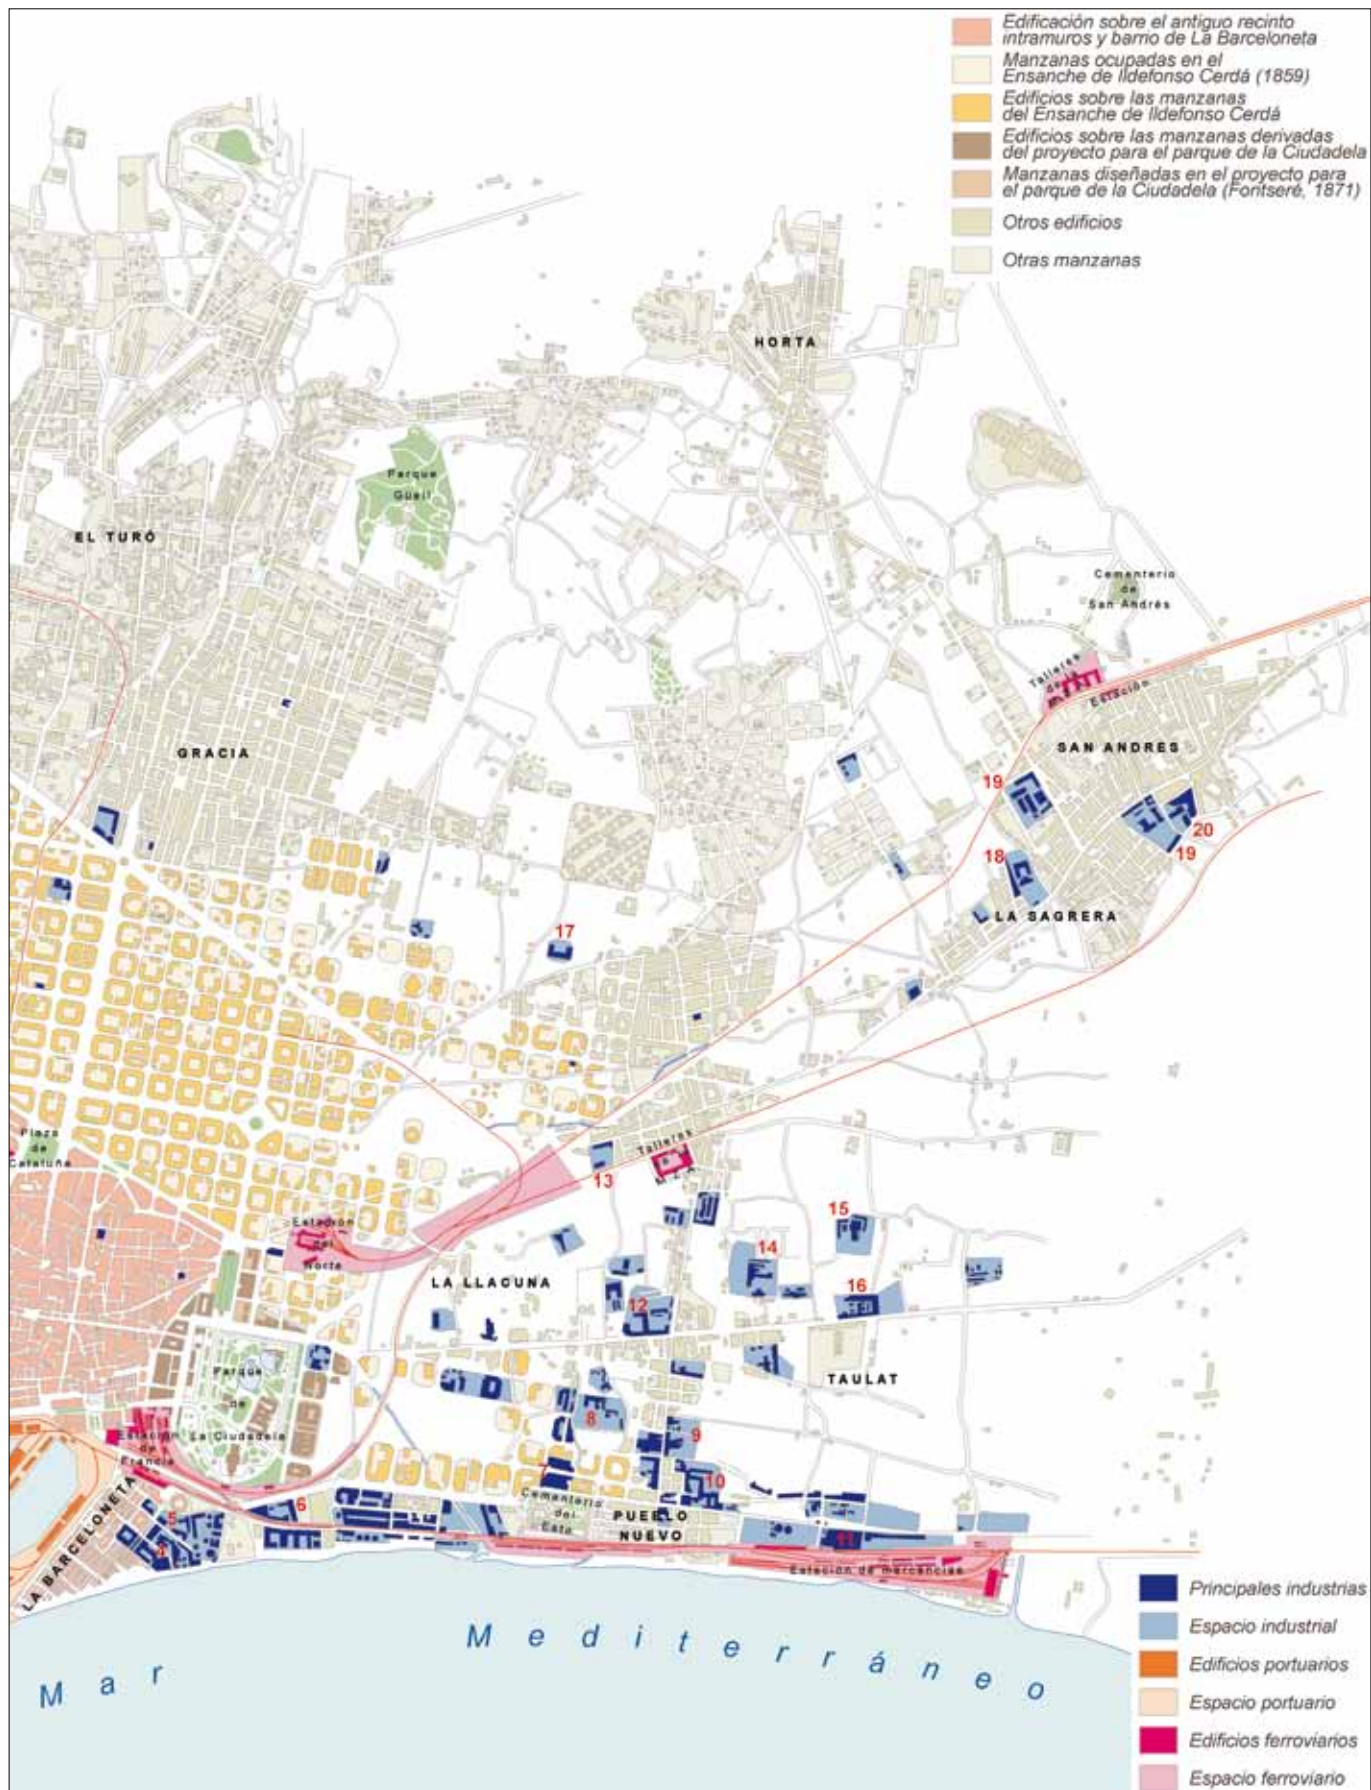 Edificación sobre el antiguo recinto
intramuros y barrio de La Barceloneta
Manzanas ocupadas en el
Ensanche de Ildefonso Cerdá (1859)
Edificios sobre las manzanas
del Ensanche de Ildefonso Cerdá
Edificios sobre las manzanas derivadas
del proyecto para el parque de la Ciudadela
Manzanas diseñadas en el proyecto para
el parque de la Ciudadela (Fontseré, 1871)
Otros edificios
Otras manzanas
HORTA
Parque
Güell
EL TURÓ
Cementerio
de
San Andrés
Talleres
de la
Estación
GRACIA
SAN ANDRES
19
20
19
18
LA SAGRERA
17
Plaza
de
Cataluña
Talleres
M. Z. A.
13
15
Estación
del
Norte
14
LA LLACUNA
16
12
Parque
de
La Ciudadela
TAULAT
8
Estación
de
Francia
9
7
10
Cementerio
del
Este
6
PUEBLO
NUEVO
5
11
4
LA BARCELONETA
Estación de mercancías
Mar Mediterráneo
Principales industrias
Espacio industrial
Edificios portuarios
Espacio portuario
Edificios ferroviarios
Espacio ferroviario